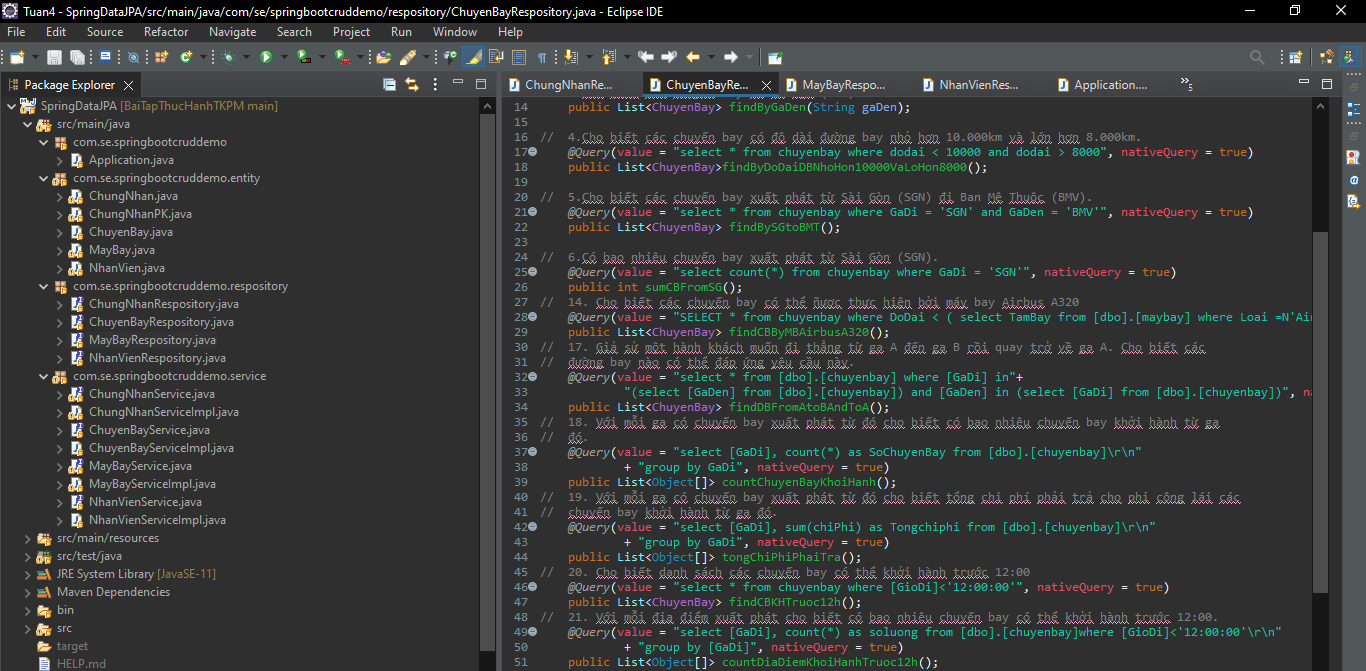 Tuan4 - SpringDataJPA/src/main/java/com/se/springbootcruddemo/respository/ChuyenBayRespository.java - Eclipse IDE
File Edit Source Refactor Navigate Search Project Run Window Help
Package Explorer
ChungNhanRe...
ChuyenBayRe...
MayBayRespo...
NhanVienRes...
Application....
»5
SpringDataJPA [BaiTapThucHanhTKPM main]
src/main/java
com.se.springbootcruddemo
Application.java
com.se.springbootcruddemo.entity
ChungNhan.java
ChungNhanPK.java
ChuyenBay.java
MayBay.java
NhanVien.java
com.se.springbootcruddemo.respository
ChungNhanRespository.java
ChuyenBayRespository.java
MayBayRespository.java
NhanVienRespository.java
com.se.springbootcruddemo.service
ChungNhanService.java
ChungNhanServiceImpl.java
ChuyenBayService.java
ChuyenBayServiceImpl.java
MayBayService.java
MayBayServiceImpl.java
NhanVienService.java
NhanVienServiceImpl.java
src/main/resources
src/test/java
JRE System Library [JavaSE-11]
Maven Dependencies
bin
src
target
HELP.md
14 public List<ChuyenBay> findByGaDen(String gaDen);
15
16 // 4.Cho biết các chuyến bay có độ dài đường bay nhỏ hơn 10.000km và lớn hơn 8.000km.
17 @Query(value = "select * from chuyenbay where dodai < 10000 and dodai > 8000", nativeQuery = true)
18 public List<ChuyenBay>findByDoDaiDBNhoHon10000VaLoHon8000();
19
20 // 5.Cho biết các chuyến bay xuất phát từ Sài Gòn (SGN) đi Ban Mê Thuộc (BMV).
21 @Query(value = "select * from chuyenbay where GaDi = 'SGN' and GaDen = 'BMV'", nativeQuery = true)
22 public List<ChuyenBay> findBySGtoBMT();
23
24 // 6.Có bao nhiêu chuyến bay xuất phát từ Sài Gòn (SGN).
25 @Query(value = "select count(*) from chuyenbay where GaDi = 'SGN'", nativeQuery = true)
26 public int sumCBFromSG();
27 // 14. Cho biết các chuyến bay có thể ñược thực hiện bởi máy bay Airbus A320
28 @Query(value = "SELECT * from chuyenbay where DoDai < ( select TamBay from [dbo].[maybay] where Loai =N'Ai
29 public List<ChuyenBay> findCBByMBAirbusA320();
30 // 17. Giả sử một hành khách muốn đi thẳng từ ga A đến ga B rồi quay trở về ga A. Cho biết các
31 // đường bay nào có thể đáp ứng yêu cầu này.
32 @Query(value = "select * from [dbo].[chuyenbay] where [GaDi] in"+
33 "(select [GaDen] from [dbo].[chuyenbay]) and [GaDen] in (select [GaDi] from [dbo].[chuyenbay])", n
34 public List<ChuyenBay> findDBFromAtoBAndToA();
35 // 18. Với mỗi ga có chuyến bay xuất phát từ đó cho biết có bao nhiêu chuyến bay khởi hành từ ga
36 // đó.
37 @Query(value = "select [GaDi], count(*) as SoChuyenBay from [dbo].[chuyenbay]\r\n"
38 + "group by GaDi", nativeQuery = true)
39 public List<Object[]> countChuyenBayKhoiHanh();
40 // 19. Với mỗi ga có chuyến bay xuất phát từ đó cho biết tổng chi phí phải trả cho phi công lái các
41 // chuyến bay khởi hành từ ga đó.
42 @Query(value = "select [GaDi], sum(chiPhi) as Tongchiphi from [dbo].[chuyenbay]\r\n"
43 + "group by GaDi", nativeQuery = true)
44 public List<Object[]> tongChiPhiPhaiTra();
45 // 20. Cho biết danh sách các chuyến bay có thể khởi hành trước 12:00
46 @Query(value = "select * from chuyenbay where [GioDi]<'12:00:00'", nativeQuery = true)
47 public List<ChuyenBay> findCBKHTruoc12h();
48 // 21. Với mỗi địa điểm xuất phát cho biết có bao nhiêu chuyến bay có thể khởi hành trước 12:00.
49 @Query(value = "select [GaDi], count(*) as soluong from [dbo].[chuyenbay]where [GioDi]<'12:00:00'\r\n"
50 + "group by [GaDi]", nativeQuery = true)
51 public List<Object[]> countDiaDiemKhoiHanhTruoc12h();